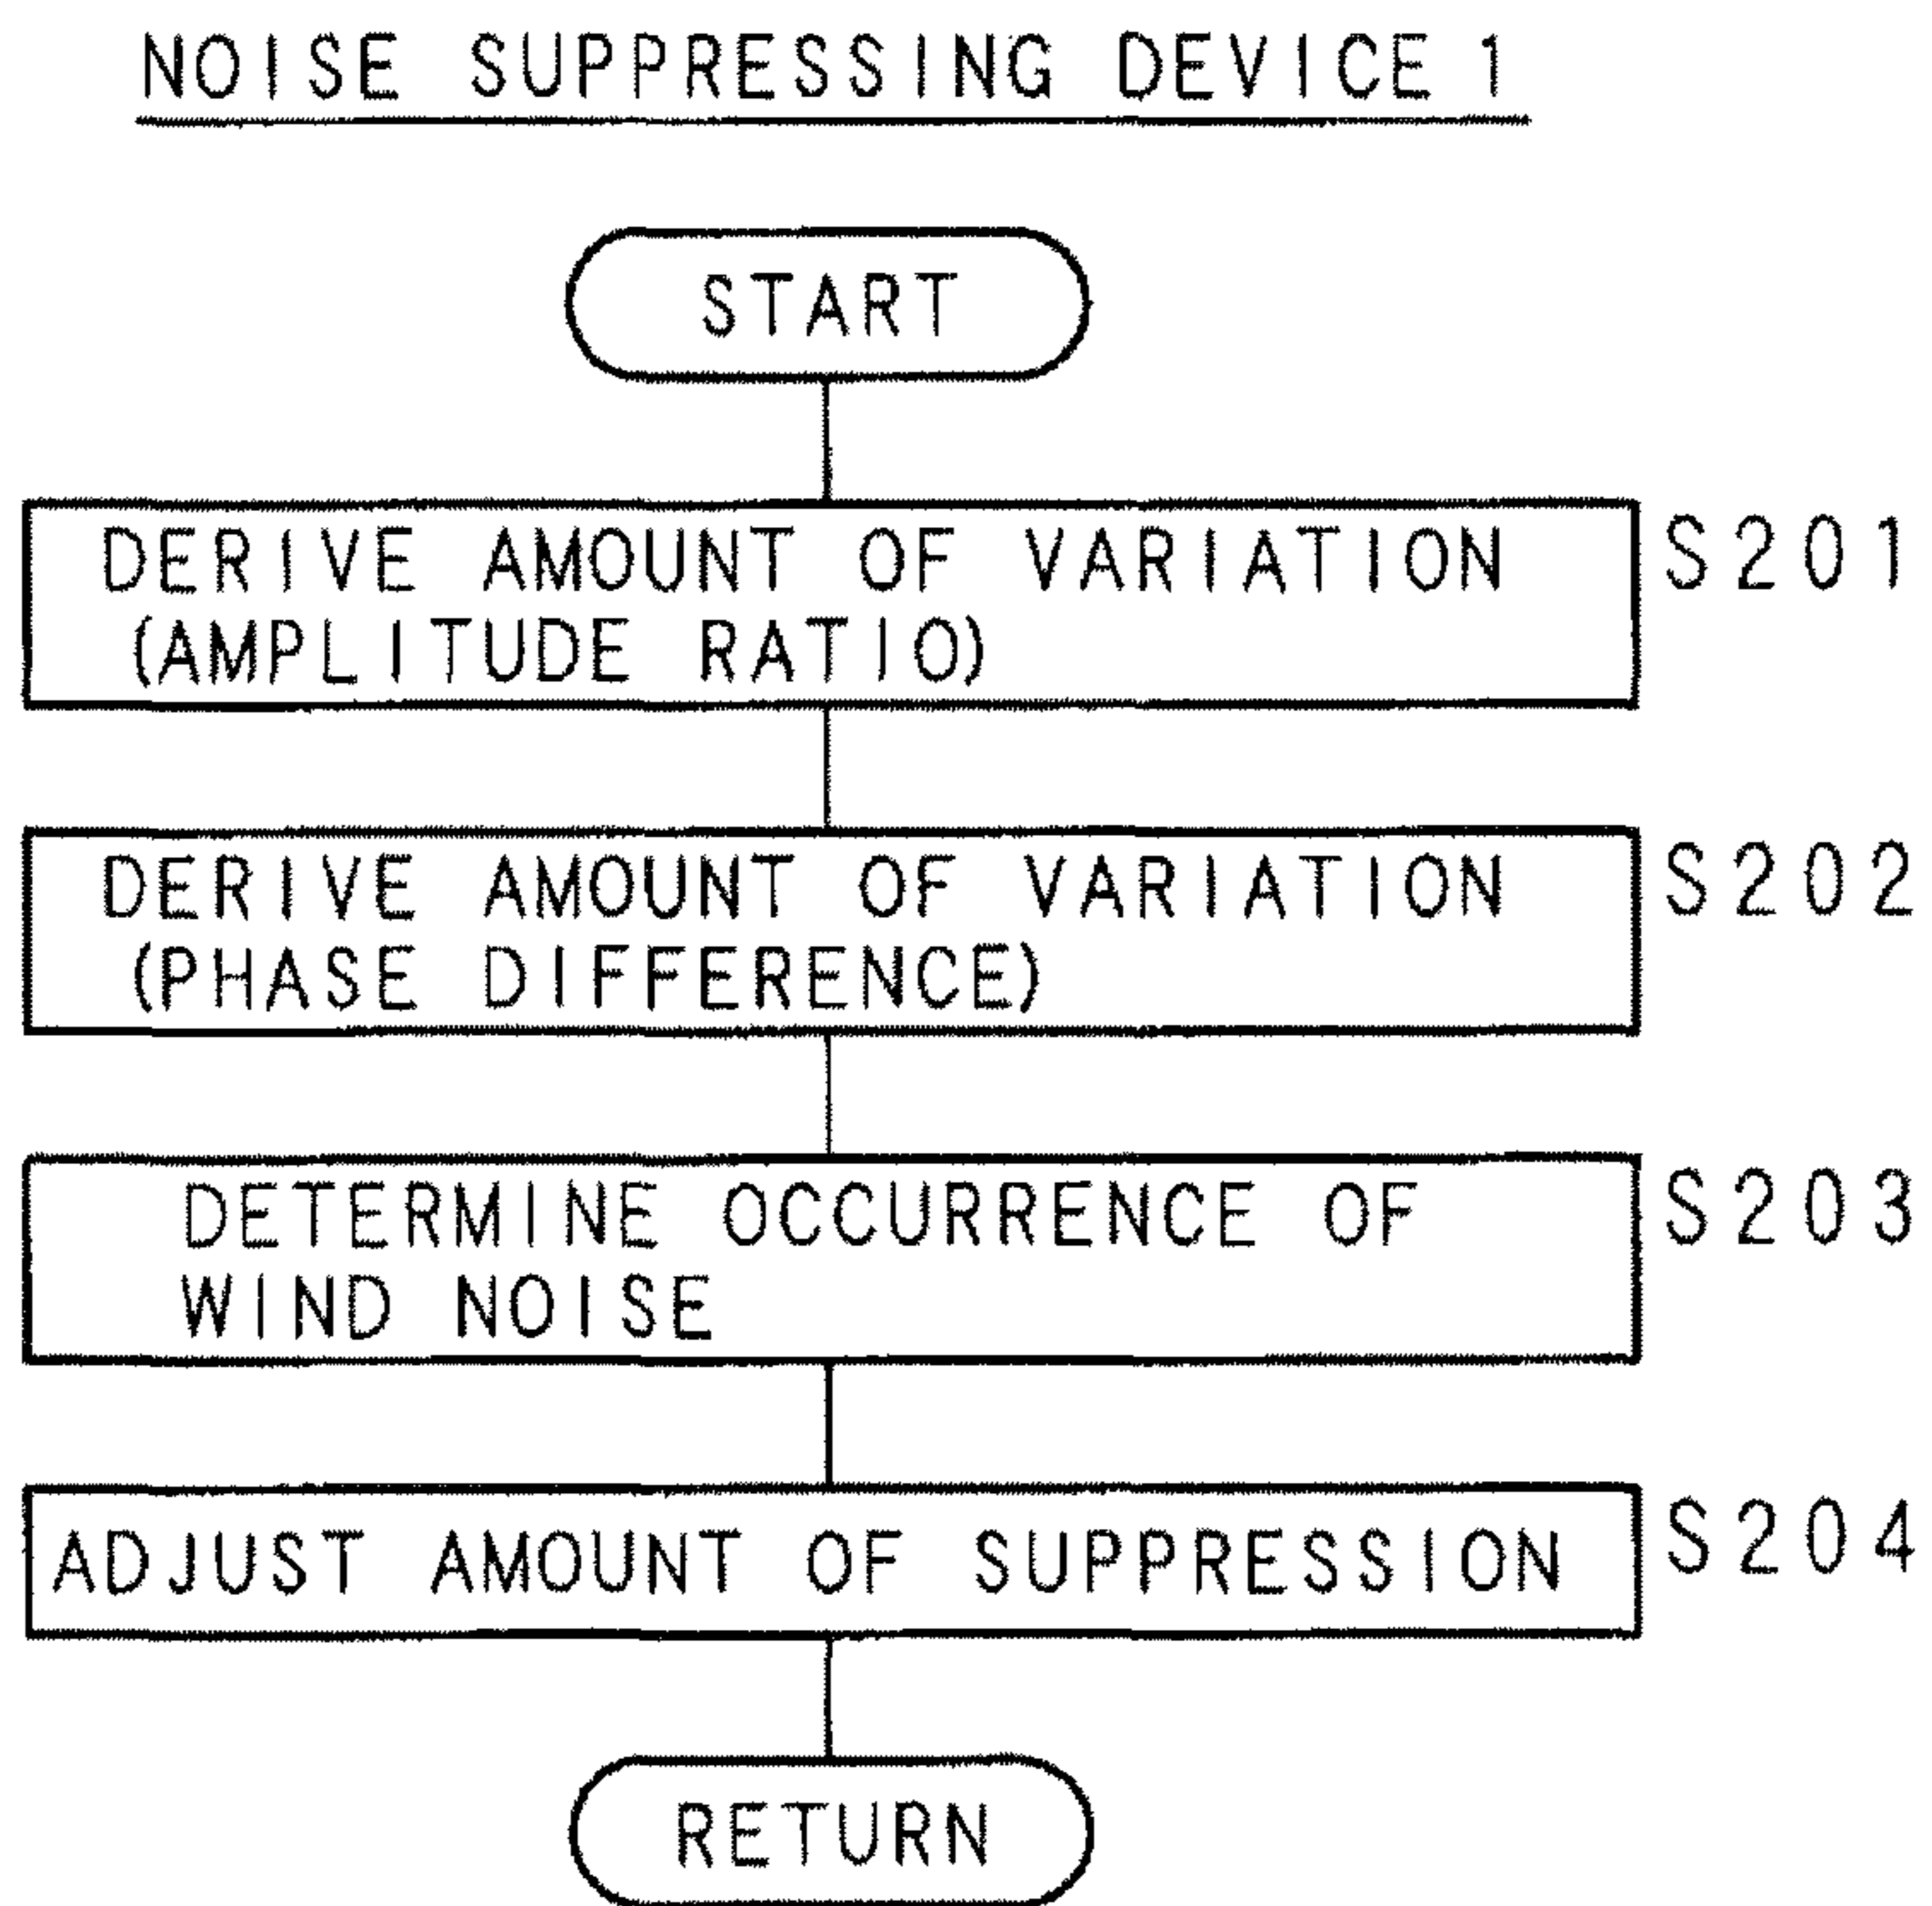 NOISE SUPPRESSING DEVICE 1
START
DERIVE AMOUNT OF VARIATION
(AMPLITUDE RATIO)
S201
DERIVE AMOUNT OF VARIATION
(PHASE DIFFERENCE)
S202
DETERMINE OCCURRENCE OF
WIND NOISE
S203
ADJUST AMOUNT OF SUPPRESSION
S204
RETURN